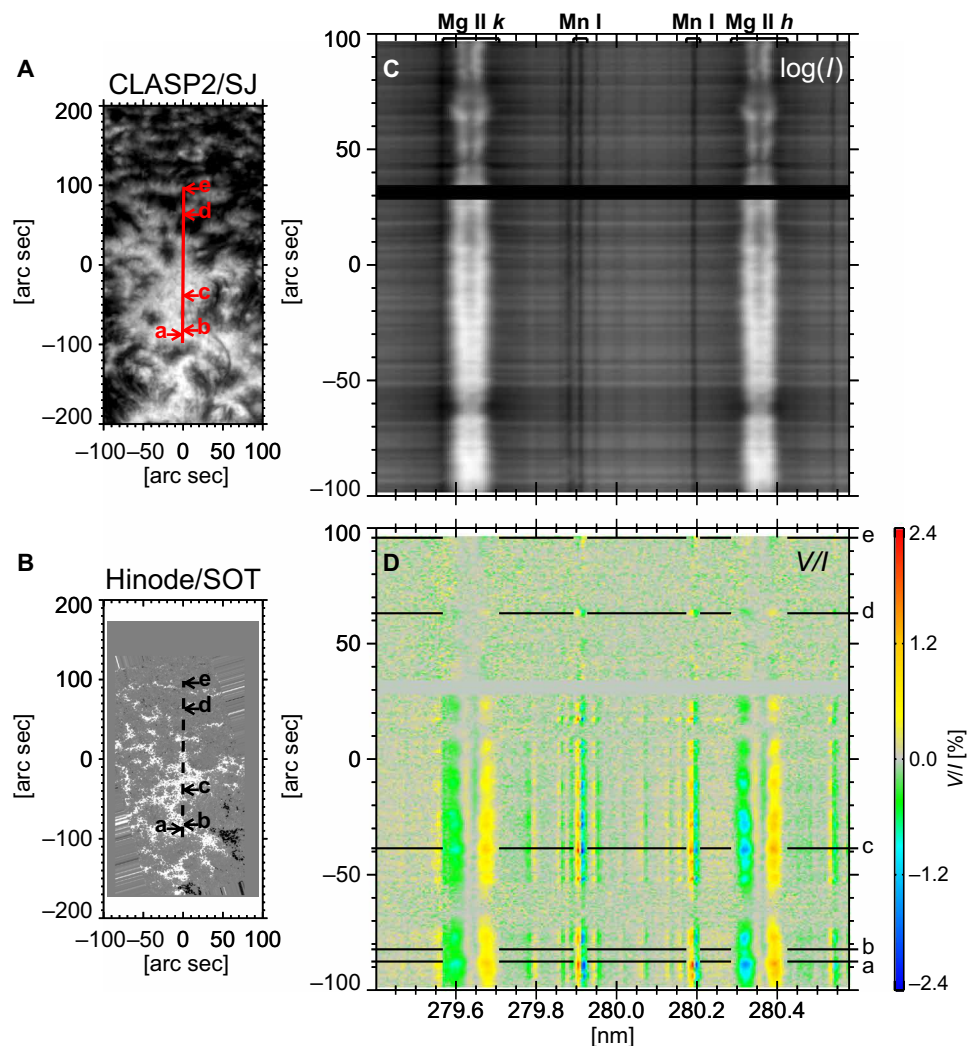 A
CLASP2/SJ
200
100
0
–100
–200
[arc sec]
–100 –50 0 50 100
[arc sec]
e
d
c
a b
Mg II k Mn I Mn I Mg II h
C
log(I)
100
50
0
–50
–100
[arc sec]
B
Hinode/SOT
200
100
0
–100
–200
[arc sec]
–100 –50 0 50 100
[arc sec]
e
d
c
a b
D
V/I
100
50
0
–50
–100
[arc sec]
e
d
c
b
a
279.6 279.8 280.0 280.2 280.4
[nm]
2.4
1.2
0.0
–1.2
–2.4
V/I [%]